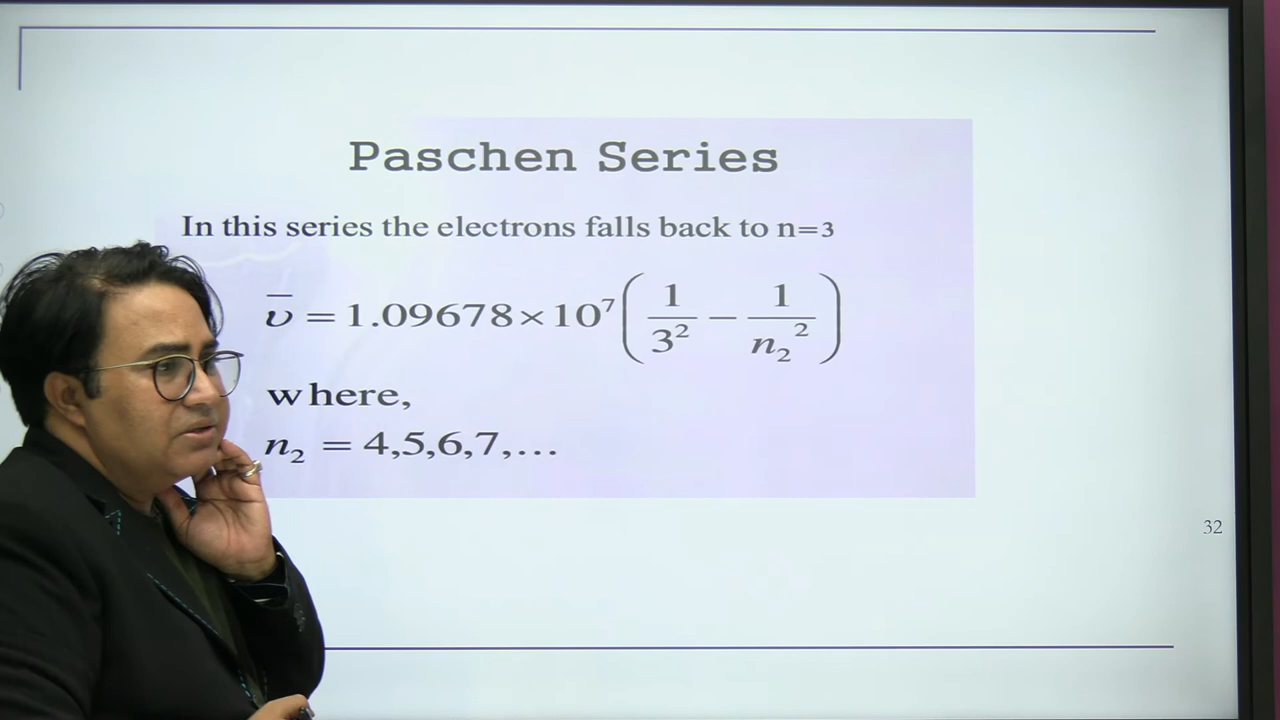 Paschen Series
In this series the electrons falls back to n=3
ῡ = 1.09678×10⁷(1/3² − 1/n₂²)
where,
n₂ = 4,5,6,7,...
32